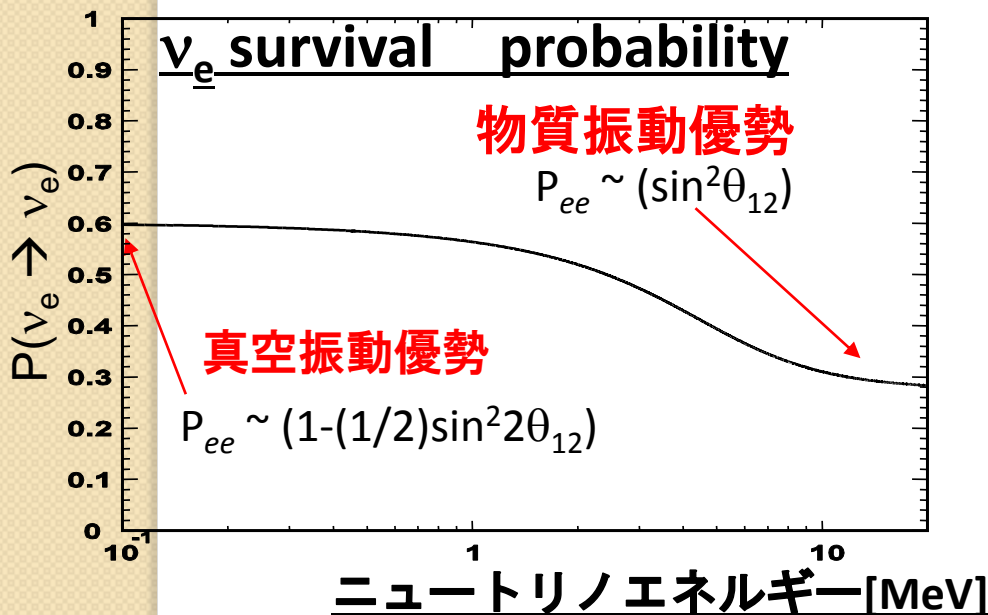 νe survival probability
物質振動優勢
Pee ~ (sin²θ12)
真空振動優勢
Pee ~ (1-(1/2)sin²2θ12)
P(νe → νe)
1
0.9
0.8
0.7
0.6
0.5
0.4
0.3
0.2
0.1
0
10⁻¹
1
10
ニュートリノエネルギー[MeV]